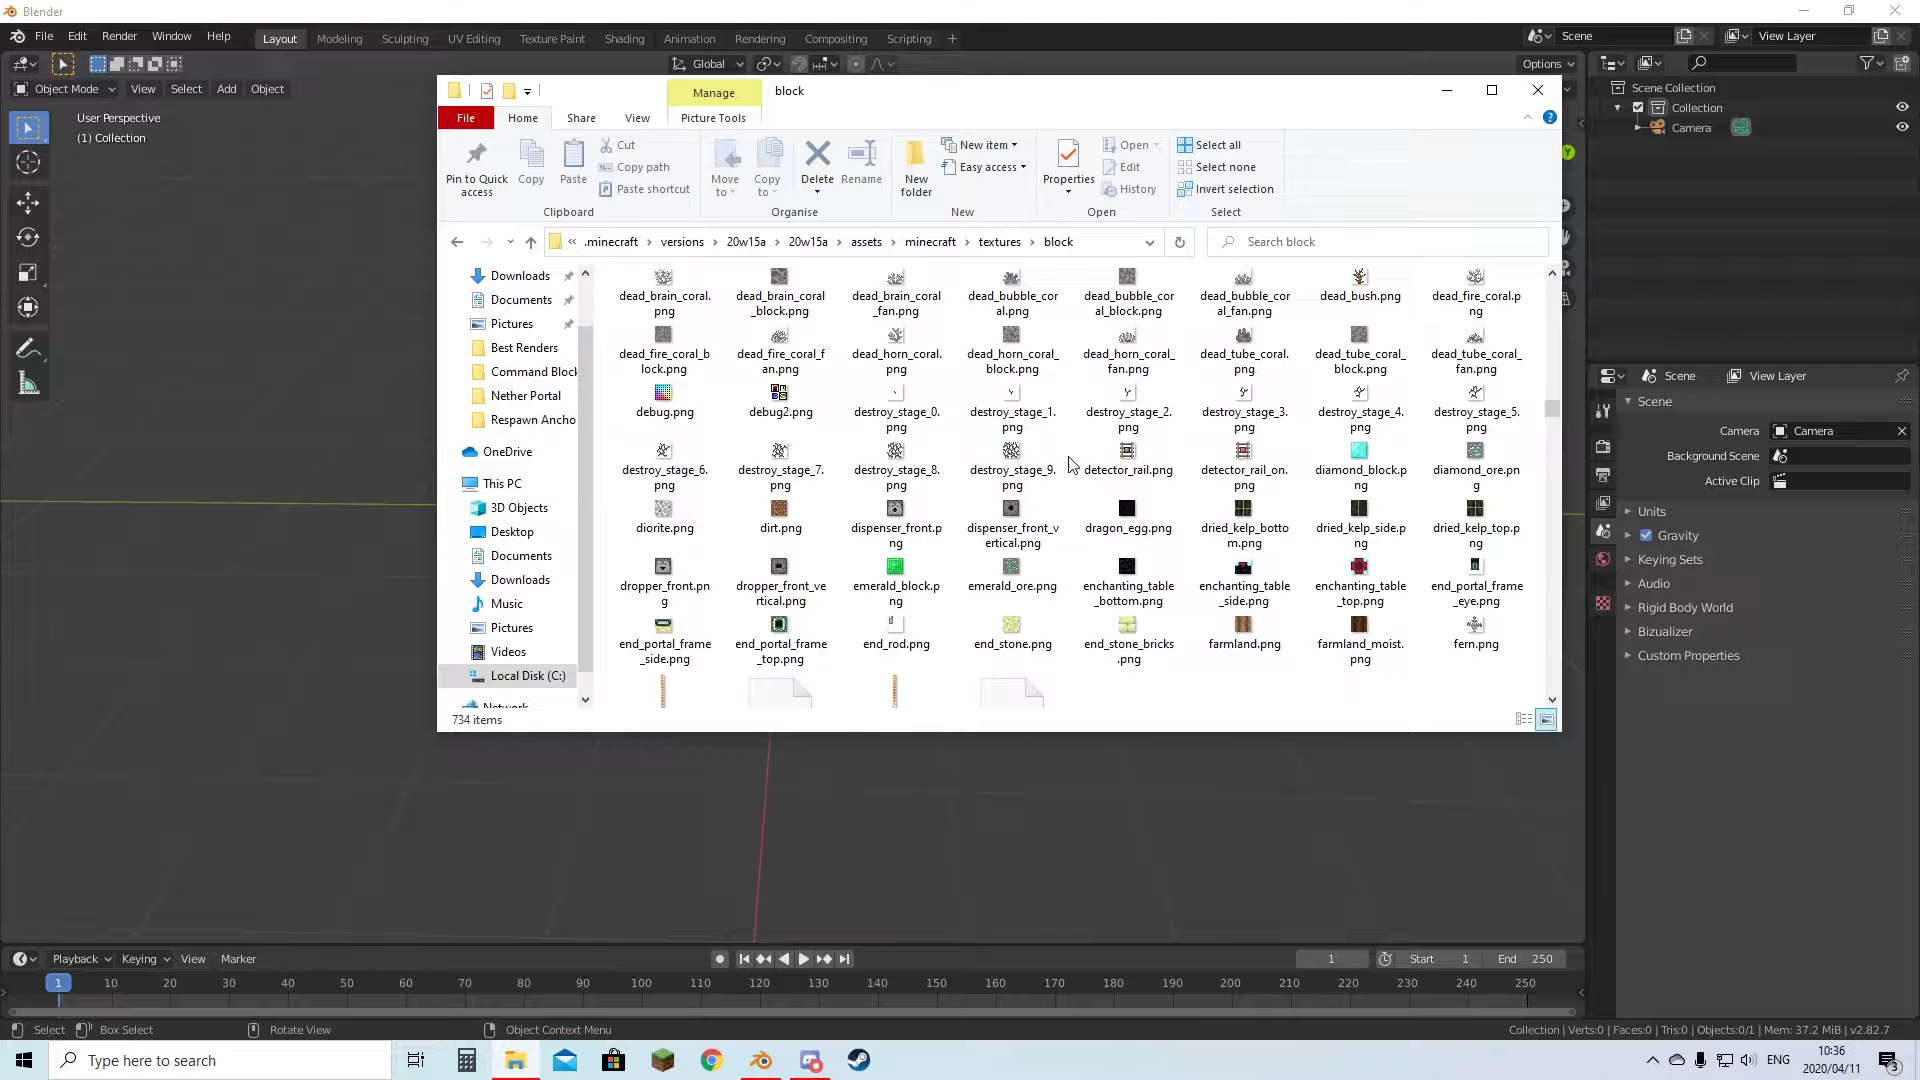 Blender
File Edit Render Window Help
Layout Modeling Sculpting UV Editing Texture Paint Shading Animation Rendering Compositing Scripting +
Scene
View Layer
Global
Options
Object Mode View Select Add Object
User Perspective
(1) Collection
Manage
block
File Home Share View Picture Tools
Pin to Quick access
Copy
Paste
Cut
Copy path
Paste shortcut
Clipboard
Move to
Copy to
Delete
Rename
Organise
New folder
New item
Easy access
New
Properties
Open
Edit
History
Open
Select all
Select none
Invert selection
Select
« .minecraft › versions › 20w15a › 20w15a › assets › minecraft › textures › block
Search block
Downloads
Documents
Pictures
Best Renders
Command Block
Nether Portal
Respawn Ancho
OneDrive
This PC
3D Objects
Desktop
Documents
Downloads
Music
Pictures
Videos
Local Disk (C:)
Network
dead_brain_coral.png
dead_brain_coral_block.png
dead_brain_coral_fan.png
dead_bubble_coral.png
dead_bubble_coral_block.png
dead_bubble_coral_fan.png
dead_bush.png
dead_fire_coral.png
dead_fire_coral_block.png
dead_fire_coral_fan.png
dead_horn_coral.png
dead_horn_coral_block.png
dead_horn_coral_fan.png
dead_tube_coral.png
dead_tube_coral_block.png
dead_tube_coral_fan.png
debug.png
debug2.png
destroy_stage_0.png
destroy_stage_1.png
destroy_stage_2.png
destroy_stage_3.png
destroy_stage_4.png
destroy_stage_5.png
destroy_stage_6.png
destroy_stage_7.png
destroy_stage_8.png
destroy_stage_9.png
detector_rail.png
detector_rail_on.png
diamond_block.png
diamond_ore.png
diorite.png
dirt.png
dispenser_front.png
dispenser_front_vertical.png
dragon_egg.png
dried_kelp_bottom.png
dried_kelp_side.png
dried_kelp_top.png
dropper_front.png
dropper_front_vertical.png
emerald_block.png
emerald_ore.png
enchanting_table_bottom.png
enchanting_table_side.png
enchanting_table_top.png
end_portal_frame_eye.png
end_portal_frame_side.png
end_portal_frame_top.png
end_rod.png
end_stone.png
end_stone_bricks.png
farmland.png
farmland_moist.png
fern.png
734 items
Scene Collection
Collection
Camera
Scene
View Layer
Scene
Camera Camera
Background Scene
Active Clip
Units
Gravity
Keying Sets
Audio
Rigid Body World
Bizualizer
Custom Properties
Playback Keying View Marker
1 Start 1 End 250
1 10 20 30 40 50 60 70 80 90 100 110 120 130 140 150 160 170 180 190 200 210 220 230 240 250
Select Box Select Rotate View Object Context Menu
Collection | Verts:0 | Faces:0 | Tris:0 | Objects:0/1 | Mem: 37.2 MiB | v2.82.7
Type here to search
ENG
10:36
2020/04/11
3